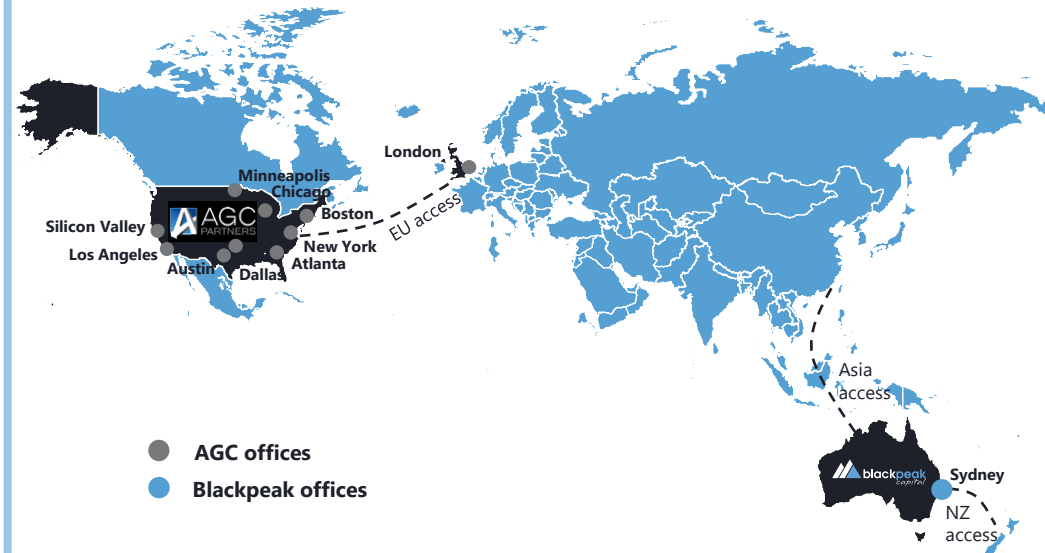 London
Minneapolis
Chicago
AGC
PARTNERS
Boston
Silicon Valley
New York
Los Angeles
Atlanta
Austin
Dallas
EU access
Asia
access
AGC offices
Blackpeak offices
blackpeak
capital
Sydney
NZ
access